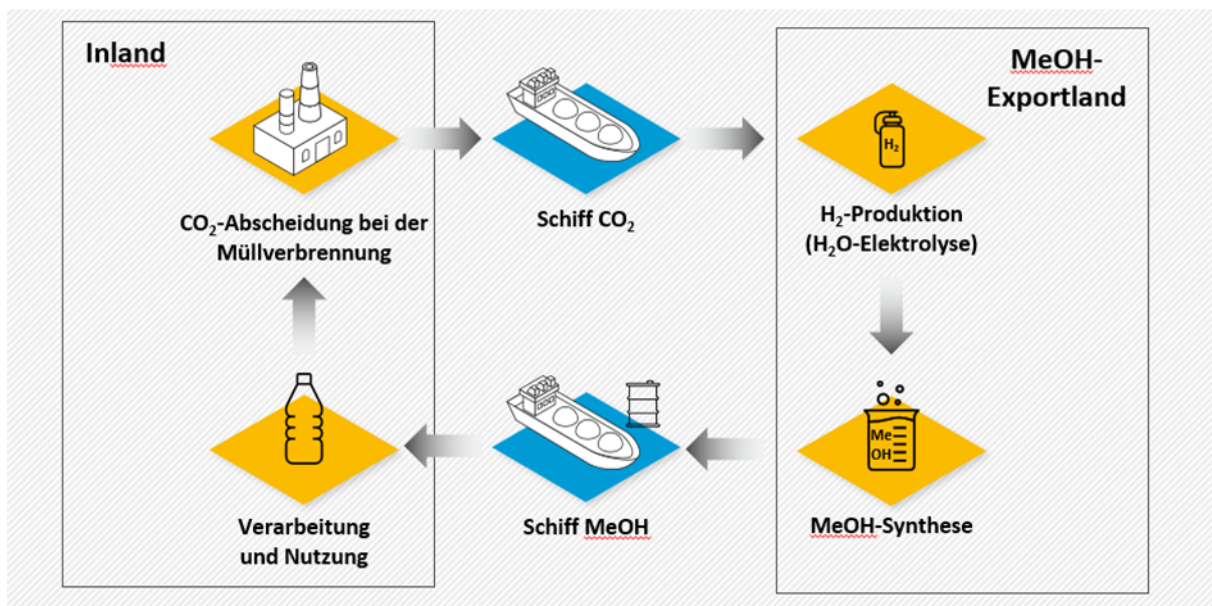 Inland
MeOH-
Exportland
CO₂-Abscheidung bei der
Müllverbrennung
Schiff CO₂
H₂
H₂-Produktion
(H₂O-Elektrolyse)
Me
OH
MeOH-Synthese
Schiff MeOH
Verarbeitung
und Nutzung